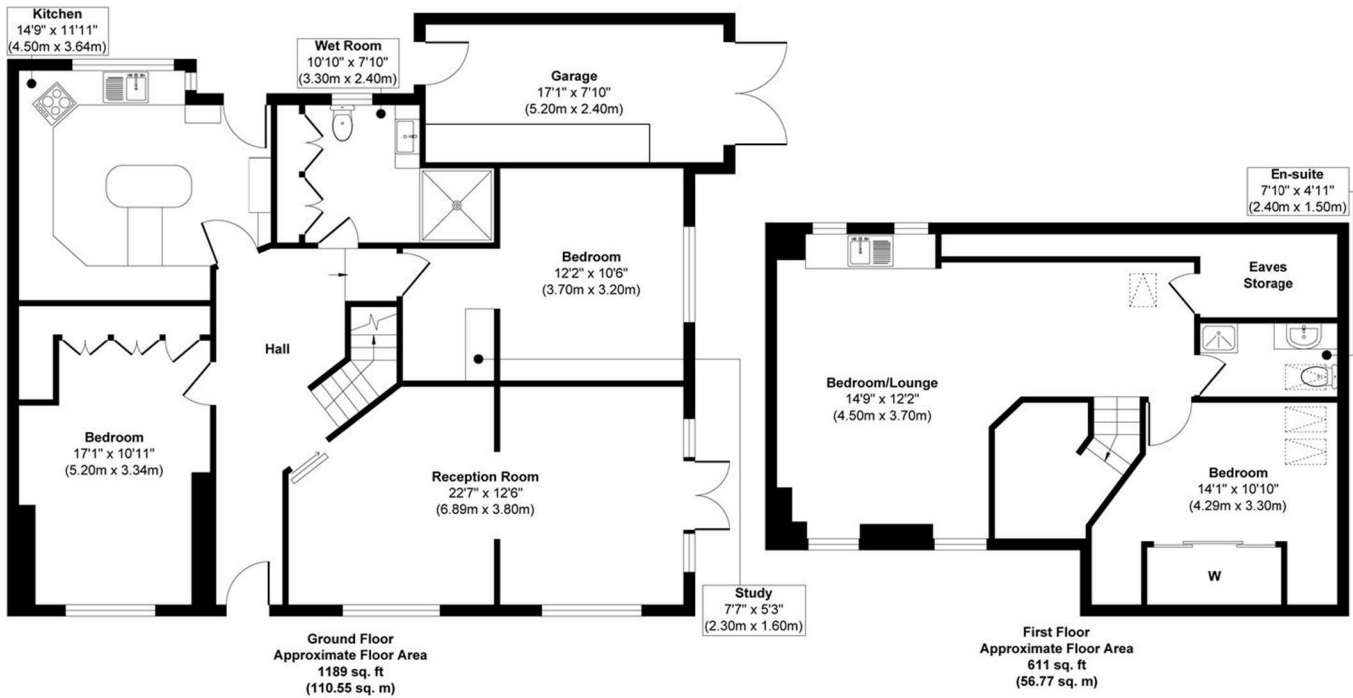 Kitchen
14'9" x 11'11"
(4.50m x 3.64m)
Wet Room
10'10" x 7'10"
(3.30m x 2.40m)
Garage
17'1" x 7'10"
(5.20m x 2.40m)
Bedroom
12'2" x 10'6"
(3.70m x 3.20m)
Hall
Bedroom
17'1" x 10'11"
(5.20m x 3.34m)
Reception Room
22'7" x 12'6"
(6.89m x 3.80m)
Study
7'7" x 5'3"
(2.30m x 1.60m)
Ground Floor
Approximate Floor Area
1189 sq. ft
(110.55 sq. m)
En-suite
7'10" x 4'11"
(2.40m x 1.50m)
Eaves
Storage
Bedroom/Lounge
14'9" x 12'2"
(4.50m x 3.70m)
Bedroom
14'1" x 10'10"
(4.29m x 3.30m)
W
First Floor
Approximate Floor Area
611 sq. ft
(56.77 sq. m)